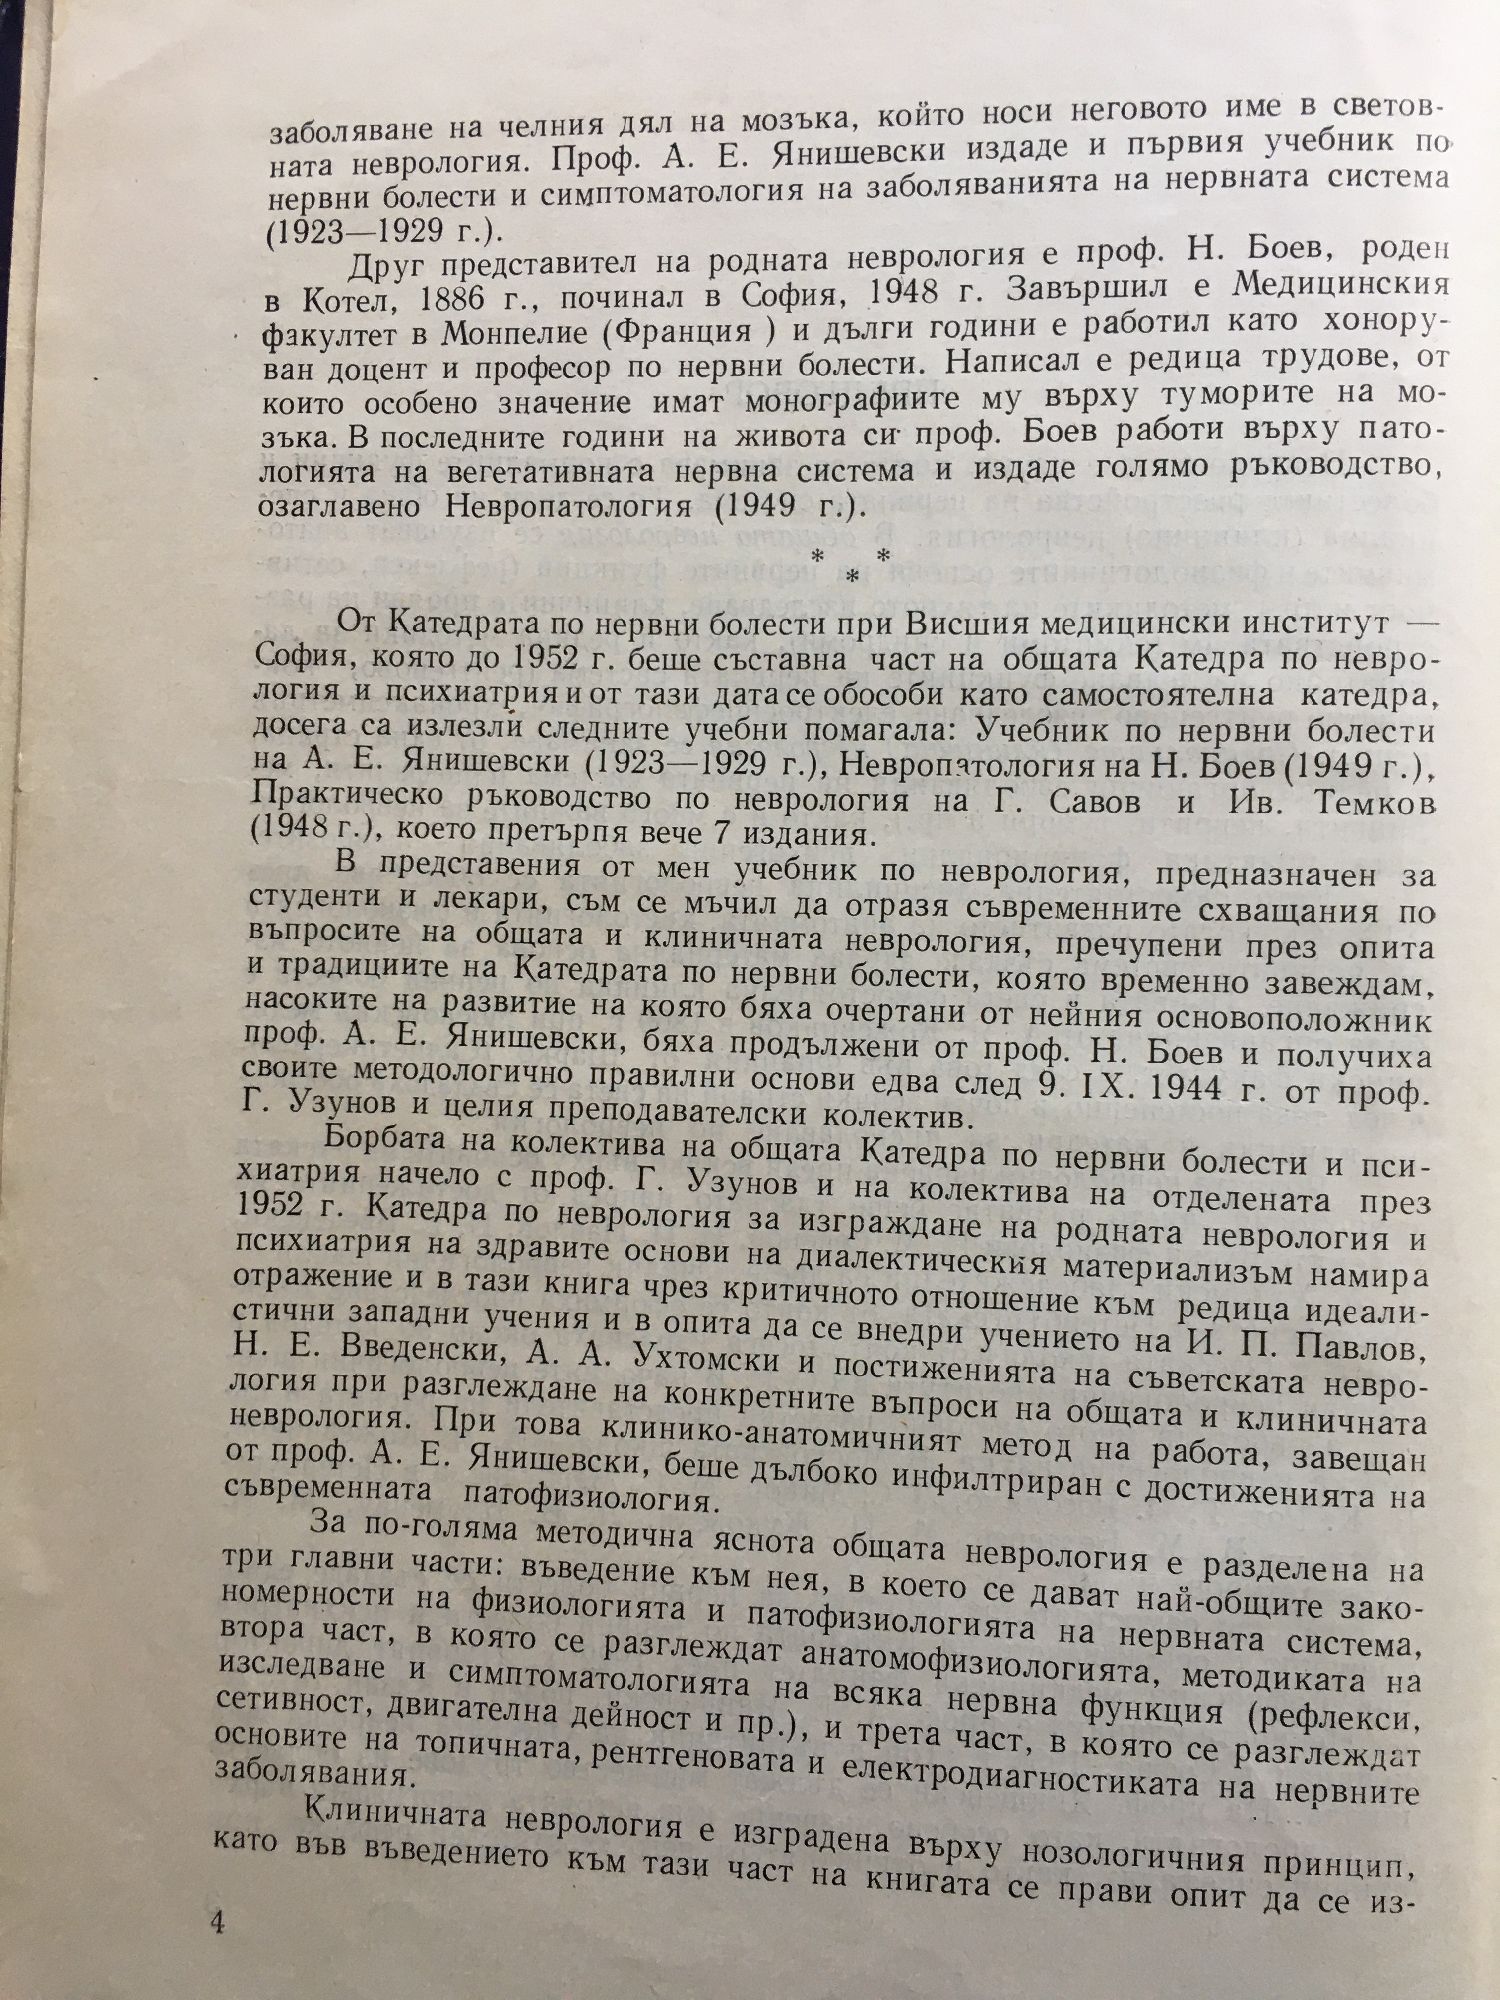 заболяване на челния дял на мозъка, който носи неговото име в светов-
ната неврология. Проф. А. Е. Янишевски издаде и първия учебник по
нервни болести и симптоматология на заболяванията на нервната система
(1923—1929 г.).
Друг представител на родната неврология е проф. Н. Боев, роден
в Котел, 1886 г., починал в София, 1948 г. Завършил е Медицинския
факултет в Монпелие (Франция ) и дълги години е работил като хонору-
ван доцент и професор по нервни болести. Написал е редица трудове, от
които особено значение имат монографиите му върху туморите на мо-
зъка. В последните години на живота си проф. Боев работи върху пато-
логията на вегетативната нервна система и издаде голямо ръководство,
озаглавено Невропатология (1949 г.).
* *
*
От Катедрата по нервни болести при Висшия медицински институт —
София, която до 1952 г. беше съставна част на общата Катедра по невро-
логия и психиатрия и от тази дата се обособи като самостоятелна катедра,
досега са излезли следните учебни помагала: Учебник по нервни болести
на А. Е. Янишевски (1923—1929 г.), Невропатология на Н. Боев (1949 г.),
Практическо ръководство по неврология на Г. Савов и Ив. Темков
(1948 г.), което претърпя вече 7 издания.
В представения от мен учебник по неврология, предназначен за
студенти и лекари, съм се мъчил да отразя съвременните схващания по
въпросите на общата и клиничната неврология, пречупени през опита
и традициите на Катедрата по нервни болести, която временно завеждам,
насоките на развитие на която бяха очертани от нейния основоположник
проф. А. Е. Янишевски, бяха продължени от проф. Н. Боев и получиха
своите методологично правилни основи едва след 9. IX. 1944 г. от проф.
Г. Узунов и целия преподавателски колектив.
Борбата на колектива на общата Катедра по нервни болести и пси-
хиатрия начело с проф. Г. Узунов и на колектива на отделената през
1952 г. Катедра по неврология за изграждане на родната неврология и
психиатрия на здравите основи на диалектическия материализъм намира
отражение и в тази книга чрез критичното отношение към редица идеали-
стични западни учения и в опита да се внедри учението на И. П. Павлов,
Н. Е. Введенски, А. А. Ухтомски и постиженията на съветската невро-
логия при разглеждане на конкретните въпроси на общата и клиничната
неврология. При това клинико-анатомичният метод на работа, завещан
от проф. А. Е. Янишевски, беше дълбоко инфилтриран с достиженията на
съвременната патофизиология.
За по-голяма методична яснота общата неврология е разделена на
три главни части: въведение към нея, в което се дават най-общите зако-
номерности на физиологията и патофизиологията на нервната система,
втора част, в която се разглеждат анатомофизиологията, методиката на
изследване и симптоматологията на всяка нервна функция (рефлекси,
сетивност, двигателна дейност и пр.), и трета част, в която се разглеждат
основите на топичната, рентгеновата и електродиагностиката на нервните
заболявания.
Клиничната неврология е изградена върху нозологичния принцип,
като във въведението към тази част на книгата се прави опит да се из-
4